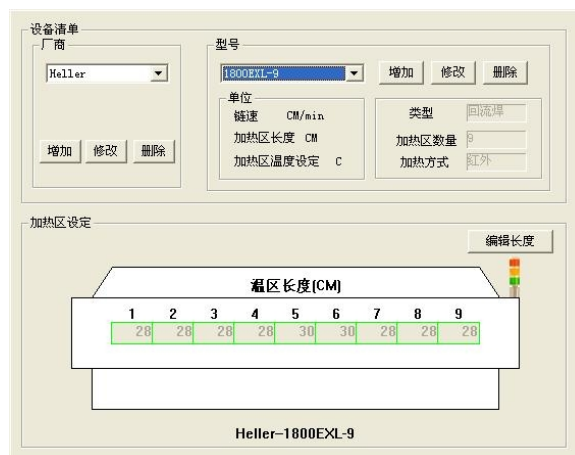 设备清单
厂商
Heller
增加 修改 删除
型号
1800EXL-9
增加 修改 删除
单位
链速 CM/min
加热区长度 CM
加热区温度设定 C
类型 回流焊
加热区数量 9
加热方式 红外
加热区设定
编辑长度
温区长度(CM)
1 2 3 4 5 6 7 8 9
28 28 28 28 30 30 28 28 28
Heller-1800EXL-9